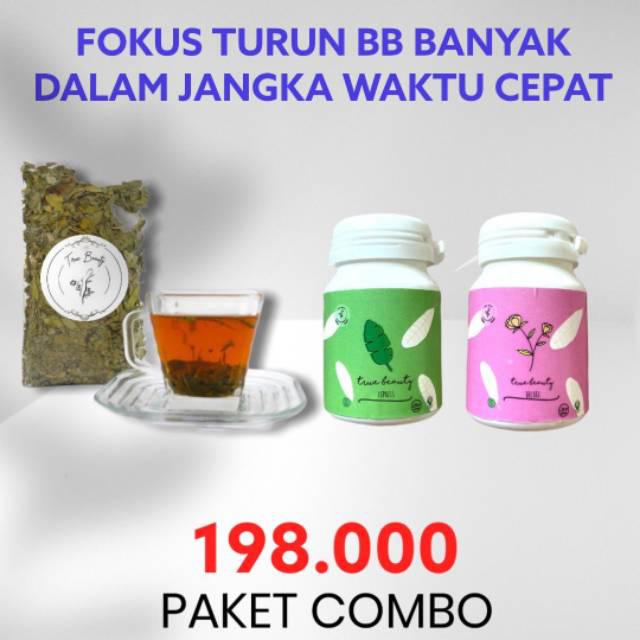 FOKUS TURUN BB BANYAK
DALAM JANGKA WAKTU CEPAT
True Beauty
true beauty
true beauty
198.000
PAKET COMBO